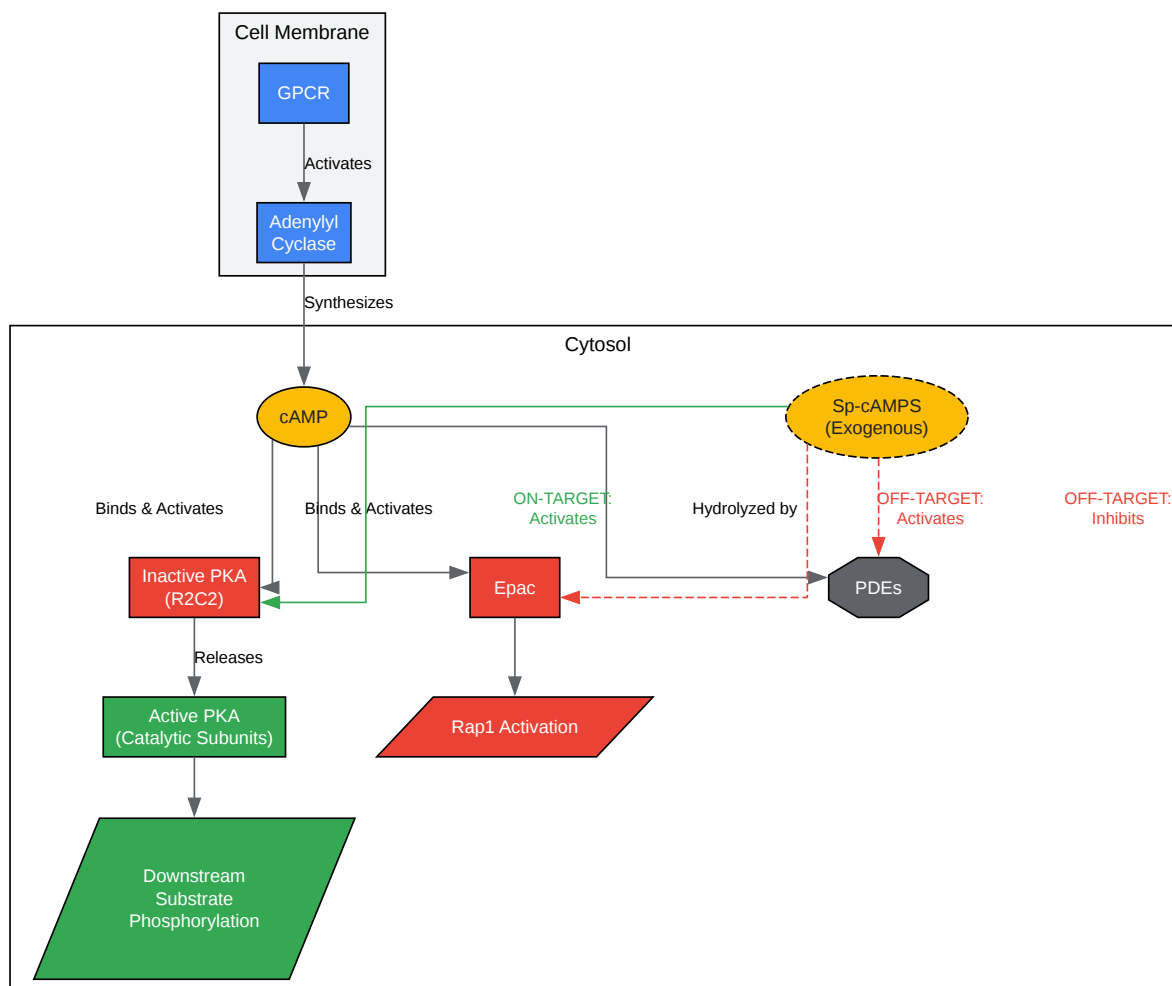 Cell Membrane
GPCR
Activates
Adenylyl
Cyclase
Synthesizes
Cytosol
cAMP
Sp-cAMPS
(Exogenous)
Binds & Activates
Binds & Activates
ON-TARGET:
Activates
Hydrolyzed by
OFF-TARGET:
Activates
OFF-TARGET:
Inhibits
Inactive PKA
(R2C2)
Epac
PDEs
Releases
Active PKA
(Catalytic Subunits)
Rap1 Activation
Downstream
Substrate
Phosphorylation